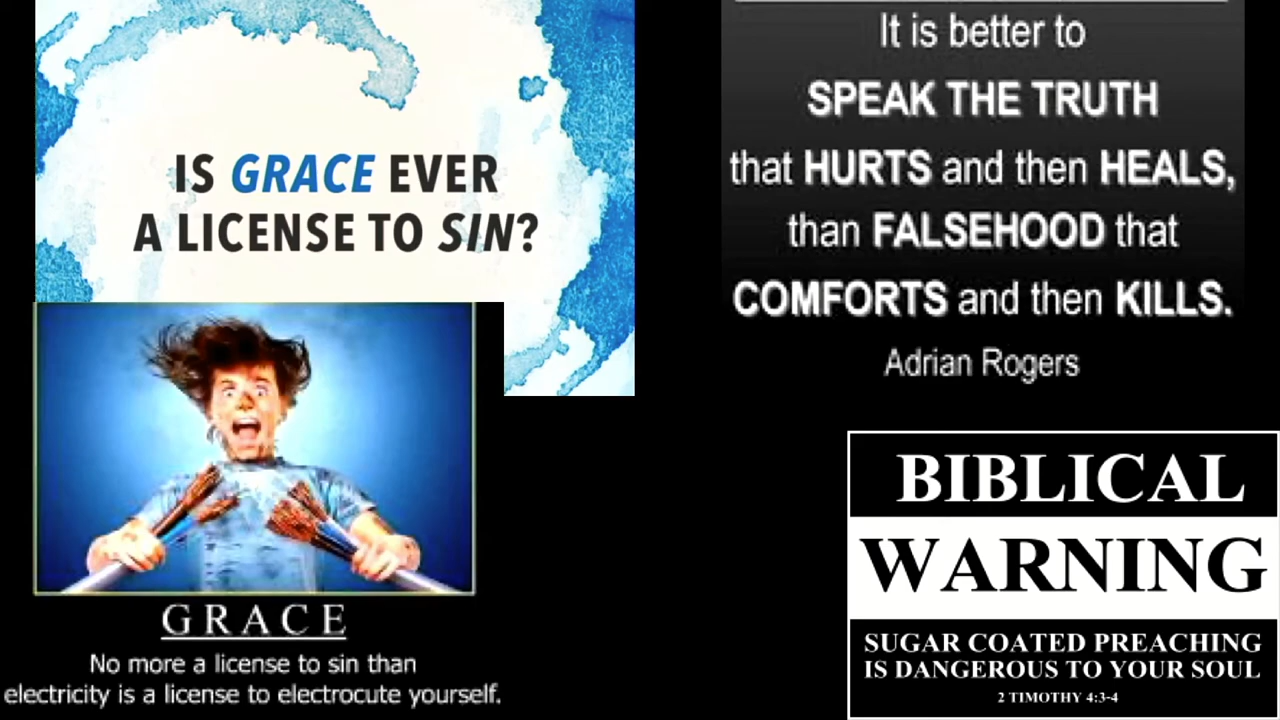 IS GRACE EVER
A LICENSE TO SIN?
GRACE
No more a license to sin than
electricity is a license to electrocute yourself.
It is better to
SPEAK THE TRUTH
that HURTS and then HEALS,
than FALSEHOOD that
COMFORTS and then KILLS.
Adrian Rogers
BIBLICAL
WARNING
SUGAR COATED PREACHING
IS DANGEROUS TO YOUR SOUL
2 TIMOTHY 4:3-4